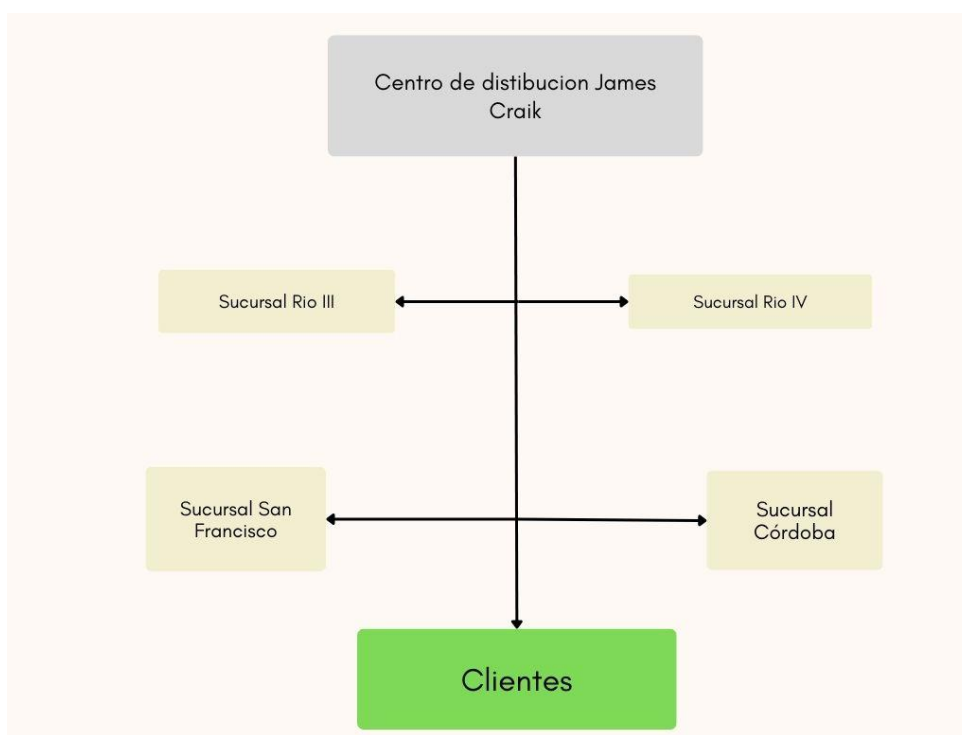 Centro de distibucion James
Craik
Sucursal Rio III
Sucursal Rio IV
Sucursal San
Francisco
Sucursal
Córdoba
Clientes